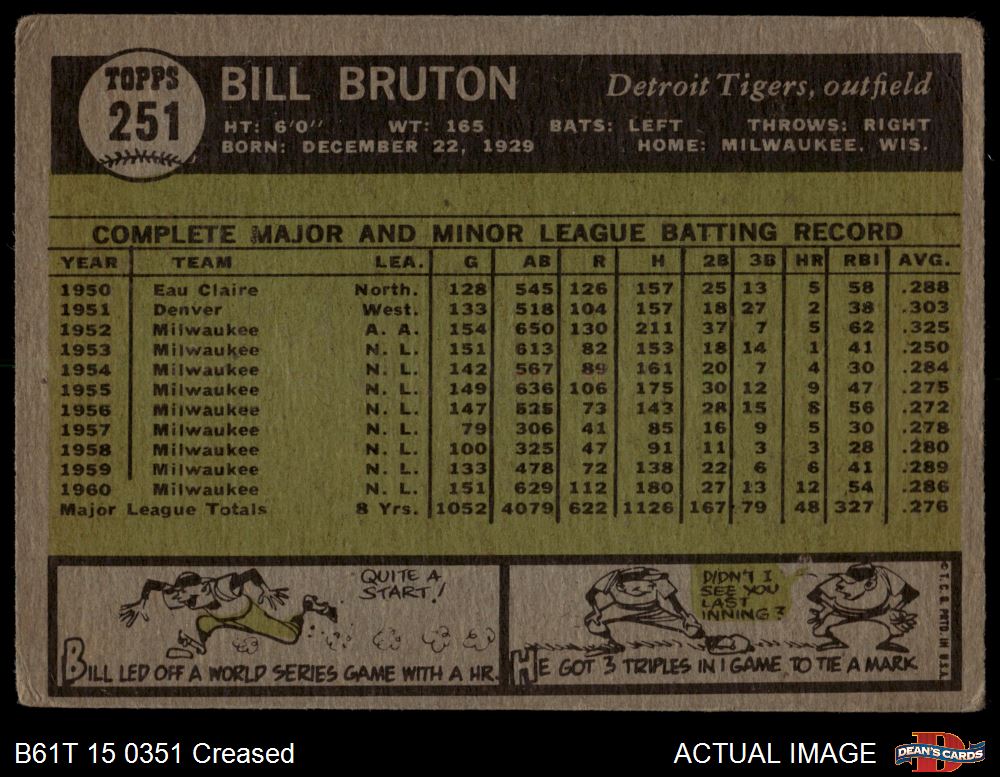 TOPPS
251
BILL BRUTON
Detroit Tigers, outfield
HT: 6'0" WT: 165 BATS: LEFT THROWS: RIGHT
BORN: DECEMBER 22, 1929 HOME: MILWAUKEE, WIS.
COMPLETE MAJOR AND MINOR LEAGUE BATTING RECORD
YEAR TEAM LEA. G AB R H 2B 3B HR RBI AVG.
1950 Eau Claire North. 128 545 126 157 25 13 5 58 .288
1951 Denver West. 133 518 104 157 18 27 2 38 .303
1952 Milwaukee A. A. 154 650 130 211 37 7 5 62 .325
1953 Milwaukee N. L. 151 613 82 153 18 14 1 41 .250
1954 Milwaukee N. L. 142 567 89 161 20 7 4 30 .284
1955 Milwaukee N. L. 149 636 106 175 30 12 9 47 .275
1956 Milwaukee N. L. 147 525 73 143 28 15 8 56 .272
1957 Milwaukee N. L. 79 306 41 85 16 9 5 30 .278
1958 Milwaukee N. L. 100 325 47 91 11 3 3 28 .280
1959 Milwaukee N. L. 133 478 72 138 22 6 6 41 .289
1960 Milwaukee N. L. 151 629 112 180 27 13 12 54 .286
Major League Totals 8 Yrs. 1052 4079 622 1126 167 79 48 327 .276
QUITE A
START!
BILL LED OFF A WORLD SERIES GAME WITH A HR.
DIDN'T I
SEE YOU
LAST
INNING?
HE GOT 3 TRIPLES IN 1 GAME TO TIE A MARK
© T.C.G. PRTD. IN U.S.A.
B61T 15 0351 Creased
ACTUAL IMAGE
DEAN'S CARDS